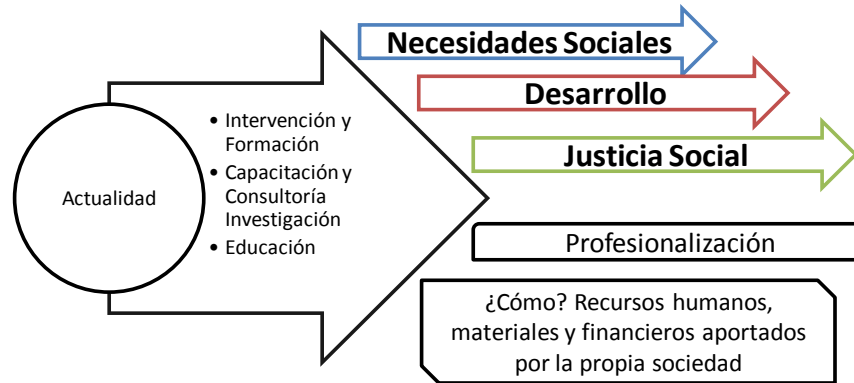 Actualidad
• Intervención y
Formación
• Capacitación y
Consultoría
Investigación
• Educación
Necesidades Sociales
Desarrollo
Justicia Social
Profesionalización
¿Cómo? Recursos humanos,
materiales y financieros aportados
por la propia sociedad